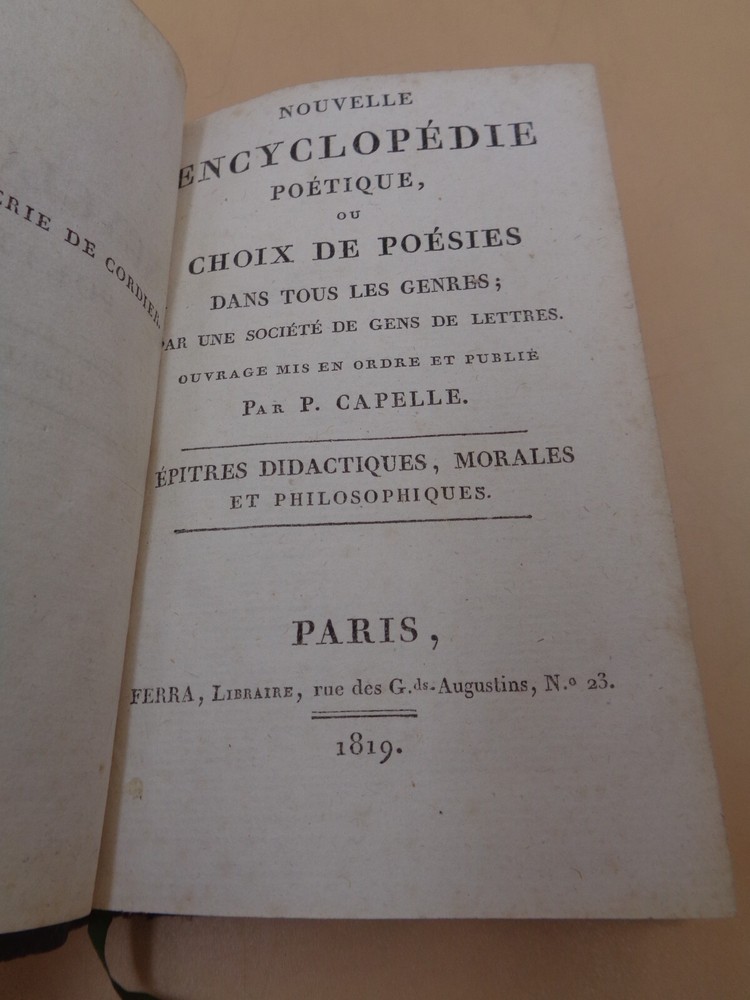 ERIE DE CORDIER.
NOUVELLE
ENCYCLOPÉDIE
POÉTIQUE,
OU
CHOIX DE POÉSIES
DANS TOUS LES GENRES;
PAR UNE SOCIÉTÉ DE GENS DE LETTRES.
OUVRAGE MIS EN ORDRE ET PUBLIÉ
PAR P. CAPELLE.
ÉPITRES DIDACTIQUES, MORALES
ET PHILOSOPHIQUES.
PARIS,
FERRA, LIBRAIRE, rue des G.ds-Augustins, N.o 23.
1819.